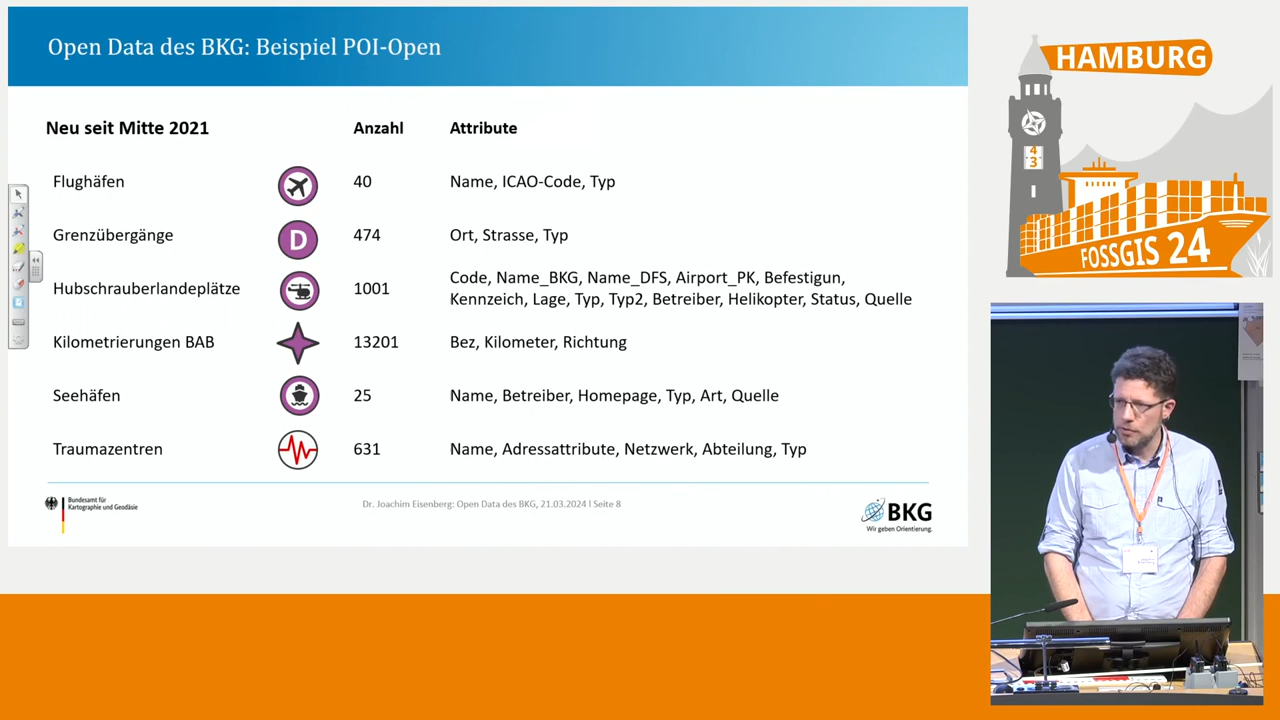 Open Data des BKG: Beispiel POI-Open
Neu seit Mitte 2021 Anzahl Attribute
Flughäfen 40 Name, ICAO-Code, Typ
Grenzübergänge D 474 Ort, Strasse, Typ
Hubschrauberlandeplätze 1001 Code, Name_BKG, Name_DFS, Airport_PK, Befestigun,
Kennzeich, Lage, Typ, Typ2, Betreiber, Helikopter, Status, Quelle
Kilometrierungen BAB 13201 Bez, Kilometer, Richtung
Seehäfen 25 Name, Betreiber, Homepage, Typ, Art, Quelle
Traumazentren 631 Name, Adressattribute, Netzwerk, Abteilung, Typ
Bundesamt für
Kartographie und Geodäsie
Dr. Joachim Eisenberg: Open Data des BKG, 21.03.2024 | Seite 8
BKG
Wir geben Orientierung.
HAMBURG
4
3
FOSSGIS 24